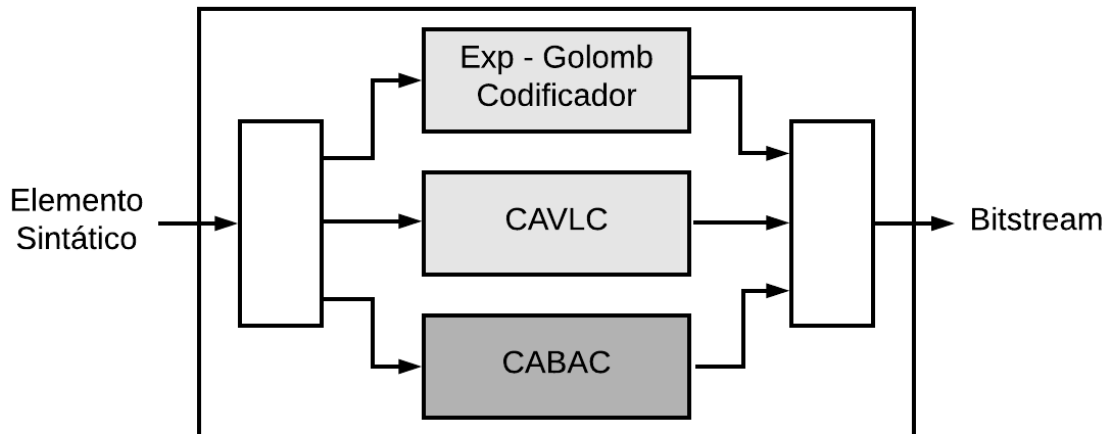 Exp - Golomb
Codificador
Elemento
Sintático
CAVLC
Bitstream
CABAC